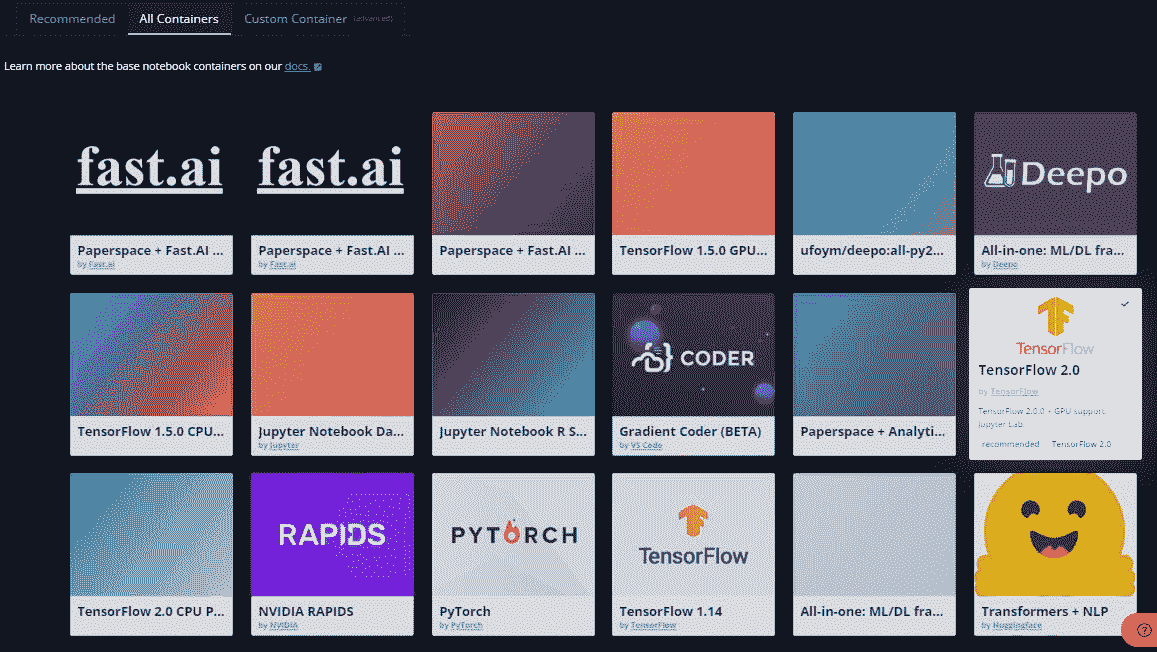 Recommended
All Containers
Custom Container (advanced)
Learn more about the base notebook containers on our docs.
fast.ai
fast.ai
Deepo
Paperspace + Fast.AI ...
by Fast.ai
Paperspace + Fast.AI ...
by Fast.ai
Paperspace + Fast.AI ...
TensorFlow 1.5.0 GPU...
ufoym/deepo:all-py2...
All-in-one: ML/DL fra...
by Deepo
CODER
TensorFlow
TensorFlow 1.5.0 CPU...
Jupyter Notebook Da...
by Jupyter
Jupyter Notebook R S...
Gradient Coder (BETA)
by VS Code
Paperspace + Analyti...
TensorFlow 2.0
by TensorFlow
TensorFlow 2.0.0 + GPU support.
Jupyter Lab.
recommended TensorFlow 2.0
RAPIDS
PYTORCH
TensorFlow
TensorFlow 2.0 CPU P...
NVIDIA RAPIDS
by NVIDIA
PyTorch
by PyTorch
TensorFlow 1.14
by TensorFlow
All-in-one: ML/DL fra...
Transformers + NLP
by Huggingface
?